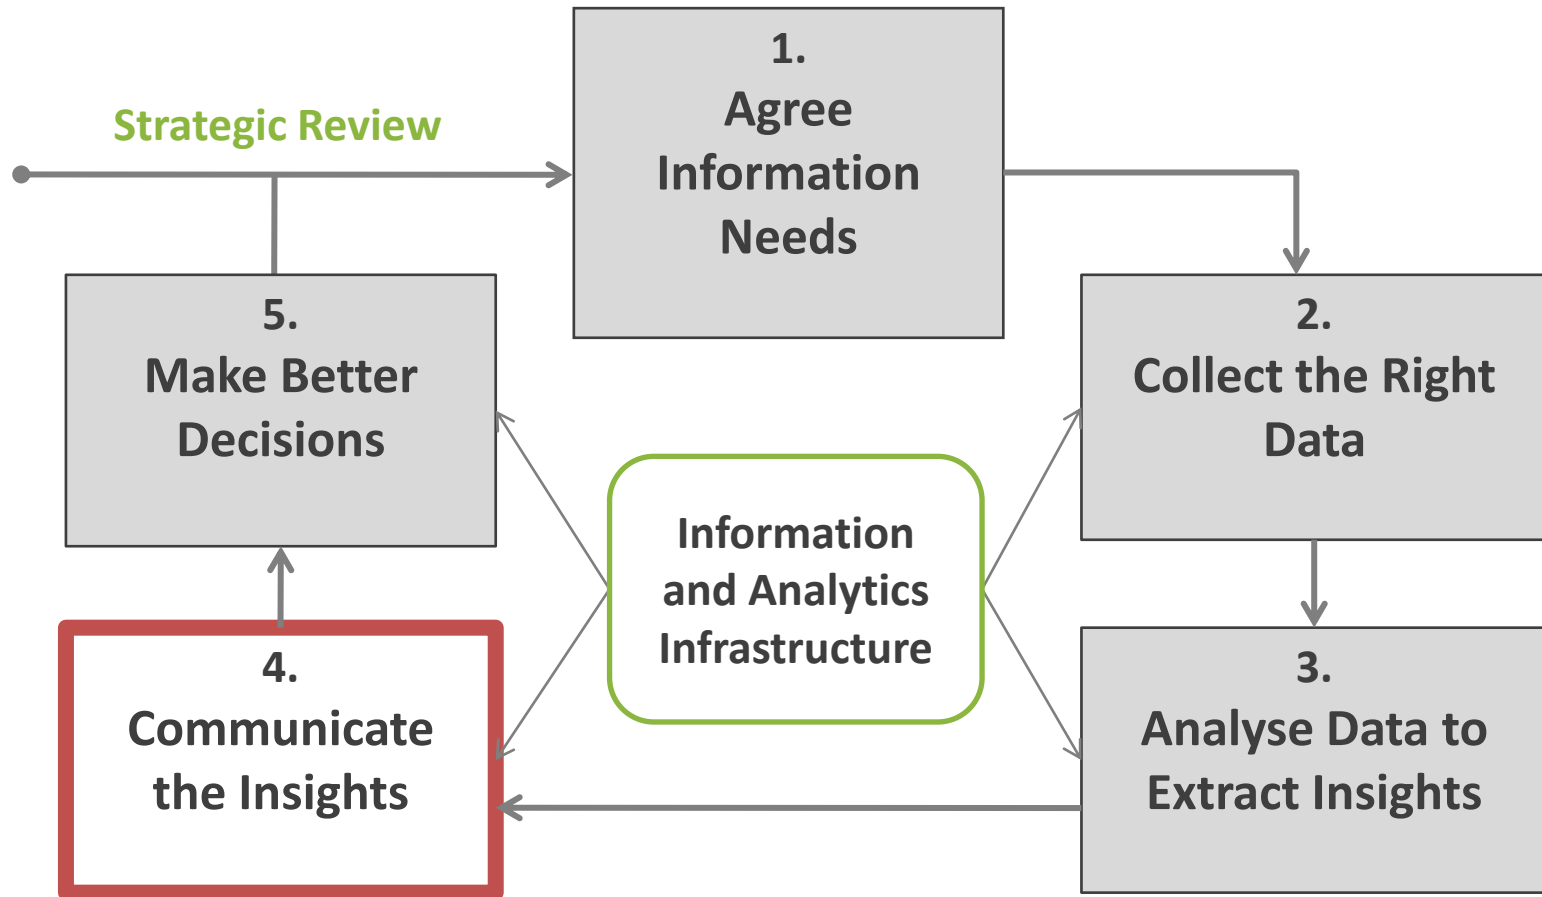 Strategic Review
1.
Agree
Information
Needs
2.
Collect the Right
Data
3.
Analyse Data to
Extract Insights
4.
Communicate
the Insights
5.
Make Better
Decisions
Information
and Analytics
Infrastructure